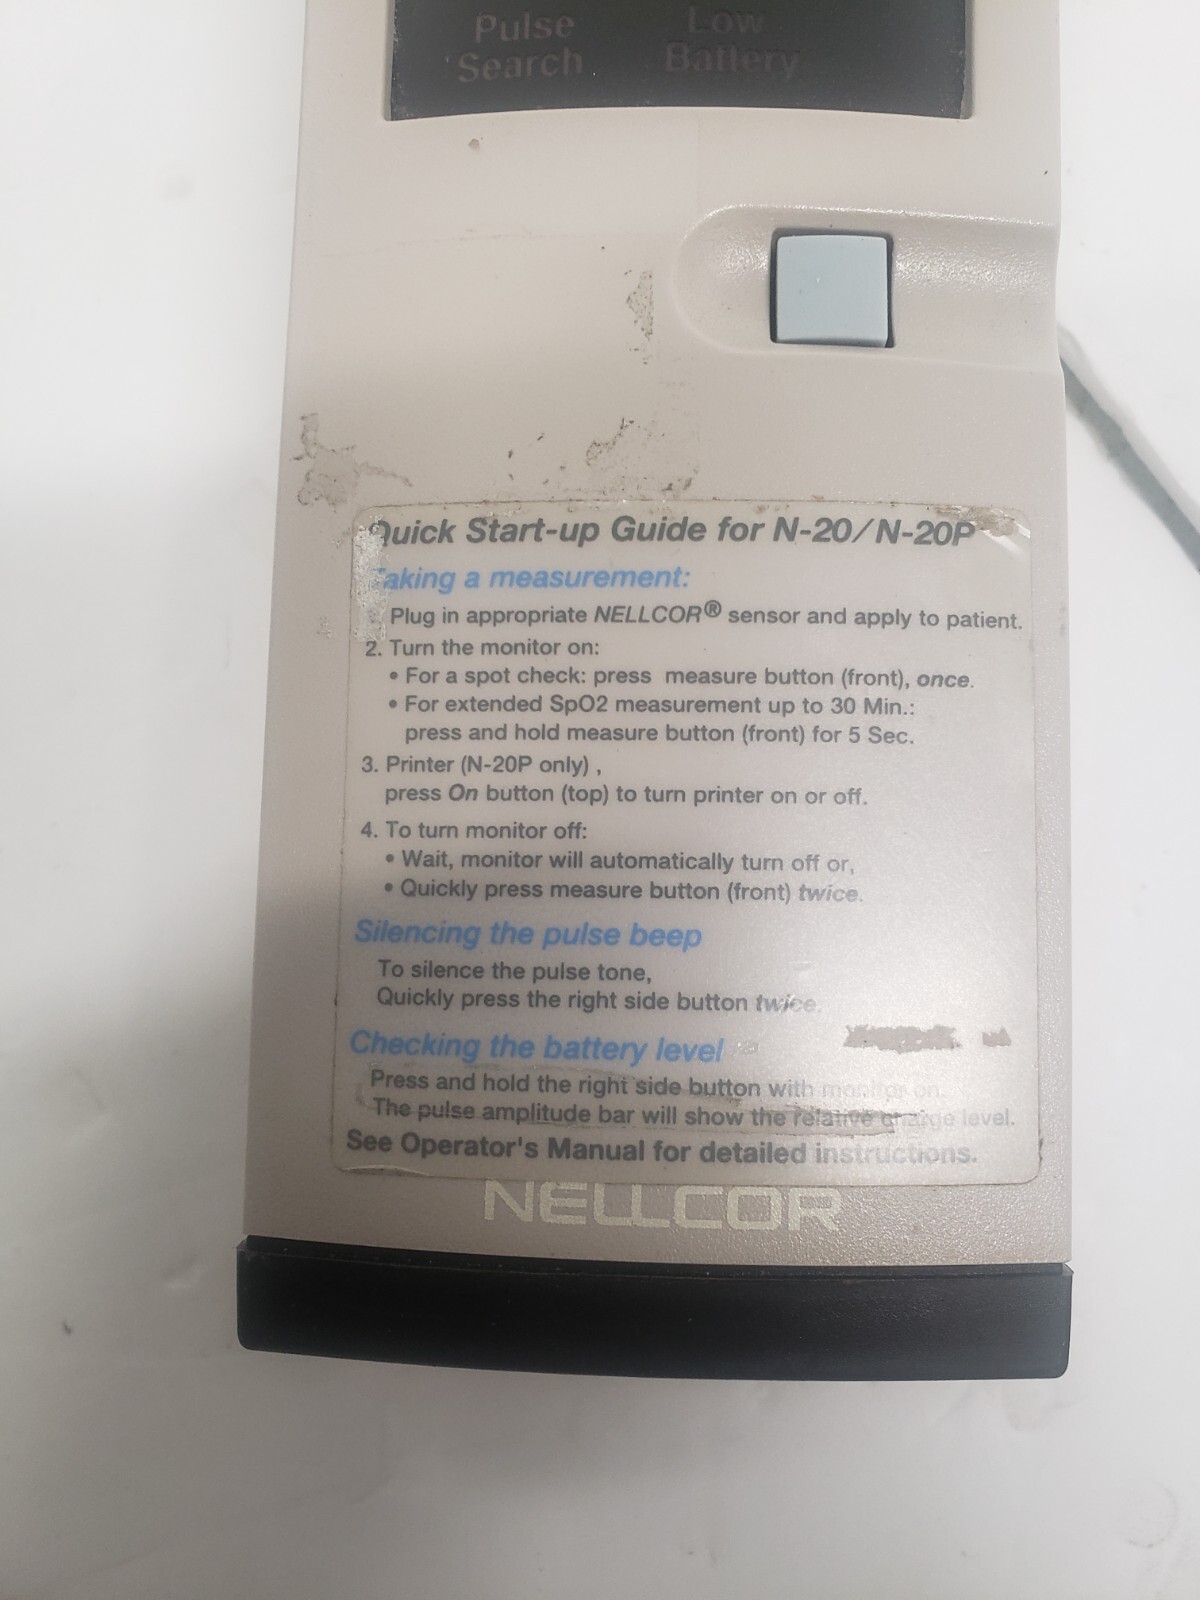 Pulse Search
Low Battery
Quick Start-up Guide for N-20/N-20P
Taking a measurement:
Plug in appropriate NELLCOR® sensor and apply to patient.
2. Turn the monitor on:
• For a spot check: press measure button (front), once.
• For extended SpO2 measurement up to 30 Min.:
press and hold measure button (front) for 5 Sec.
3. Printer (N-20P only) ,
press On button (top) to turn printer on or off.
4. To turn monitor off:
• Wait, monitor will automatically turn off or,
• Quickly press measure button (front) twice.
Silencing the pulse beep
To silence the pulse tone,
Quickly press the right side button twice.
Checking the battery level
Press and hold the right side button with monitor on.
The pulse amplitude bar will show the relative charge level.
See Operator's Manual for detailed instructions.
NELLCOR